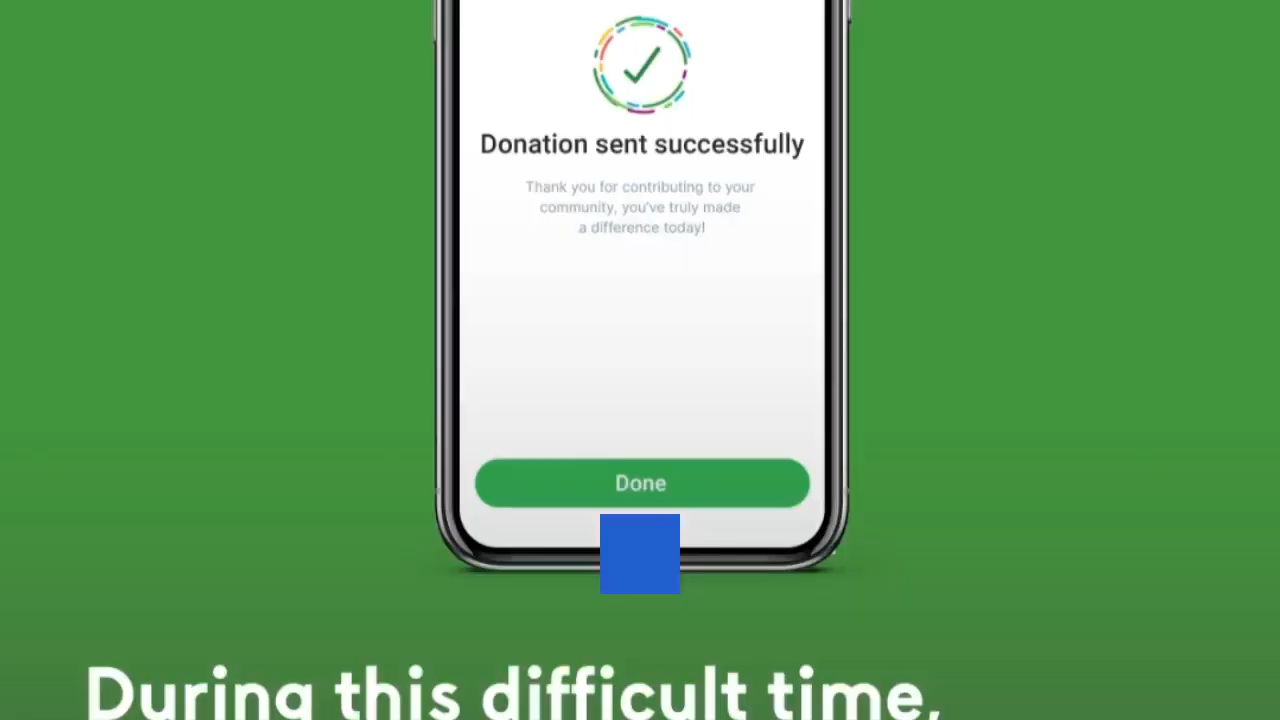 Donation sent successfully
Thank you for contributing to your
community, you've truly made
a difference today!
Done
During this difficult time,